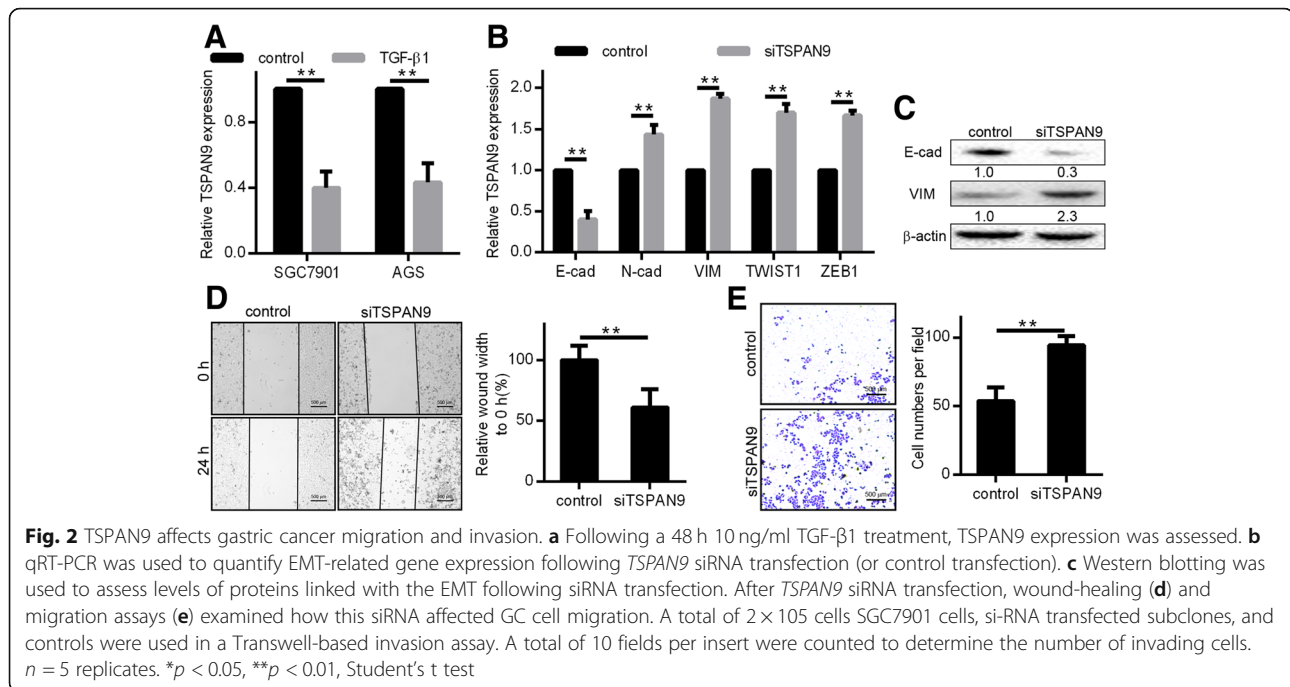 A
control TGF-β1
Relative TSPAN9 expression
**
**
0.8
0.4
0.0
SGC7901 AGS
B
control siTSPAN9
Relative TSPAN9 expression
**
**
**
**
**
2.0
1.5
1.0
0.5
0.0
E-cad N-cad VIM TWIST1 ZEB1
C
control siTSPAN9
E-cad
1.0 0.3
VIM
1.0 2.3
β-actin
D
control siTSPAN9
0 h
500 μm 500 μm
24 h
500 μm 500 μm
Relative wound width
to 0 h(%)
**
100
50
0
control siTSPAN9
E
control
500 μm
siTSPAN9
500 μm
Cell numbers per field
**
100
50
0
control siTSPAN9
Fig. 2 TSPAN9 affects gastric cancer migration and invasion. a Following a 48 h 10 ng/ml TGF-β1 treatment, TSPAN9 expression was assessed. b
qRT-PCR was used to quantify EMT-related gene expression following TSPAN9 siRNA transfection (or control transfection). c Western blotting was
used to assess levels of proteins linked with the EMT following siRNA transfection. After TSPAN9 siRNA transfection, wound-healing (d) and
migration assays (e) examined how this siRNA affected GC cell migration. A total of 2 × 105 cells SGC7901 cells, si-RNA transfected subclones, and
controls were used in a Transwell-based invasion assay. A total of 10 fields per insert were counted to determine the number of invading cells.
n = 5 replicates. *p < 0.05, **p < 0.01, Student's t test